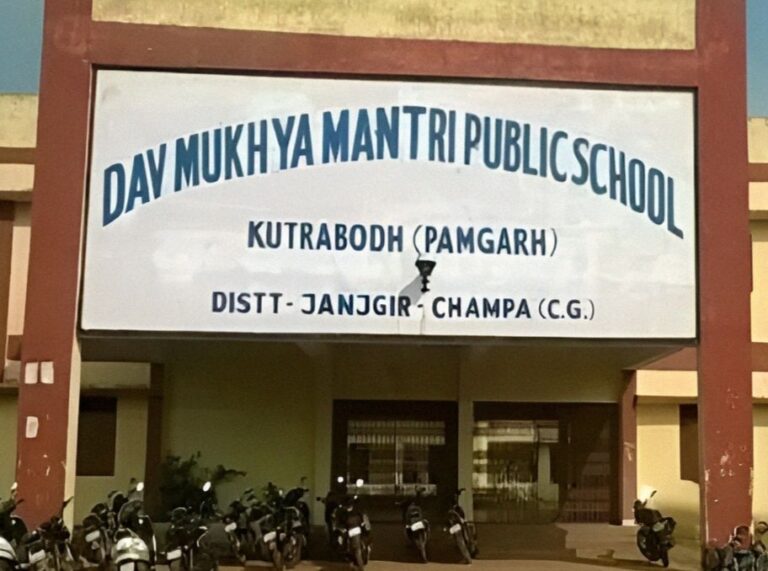 DAV MUKHYA MANTRI PUBLIC SCHOOL
KUTRABODH (PAMGARH)
DISTT - JANJGIR - CHAMPA (C.G.)